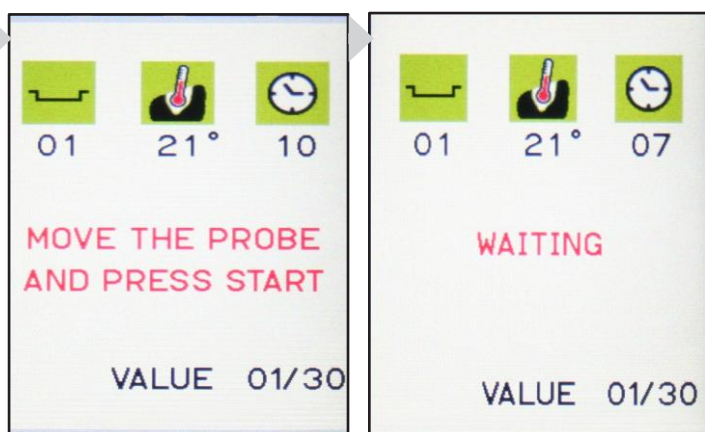 01 21° 10
MOVE THE PROBE
AND PRESS START
VALUE 01/30
01 21° 07
WAITING
VALUE 01/30